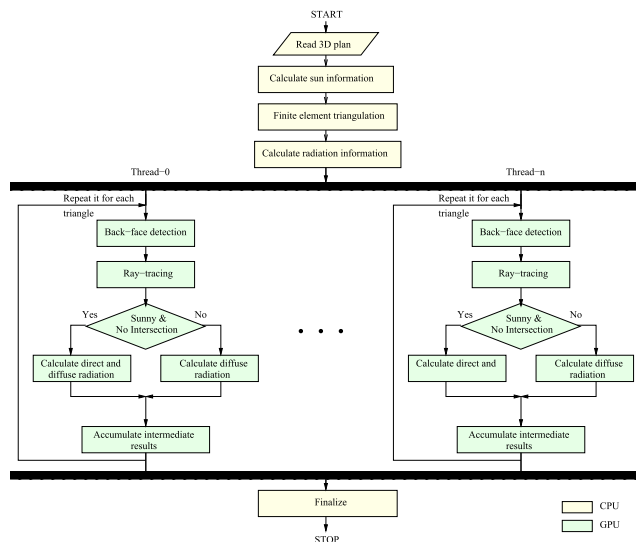 START
Read 3D plan
Calculate sun information
Finite element triangulation
Calculate radiation information
Thread-0
Thread-n
Repeat it for each
triangle
Repeat it for each
triangle
Back-face detection
Back-face detection
Ray-tracing
Ray-tracing
Yes
Sunny &
No Intersection
No
Yes
Sunny &
No Intersection
No
Calculate direct and
diffuse radiation
Calculate diffuse
radiation
Calculate direct and
Calculate diffuse
radiation
Accumulate intermediate
results
Accumulate intermediate
results
Finalize
CPU
GPU
STOP